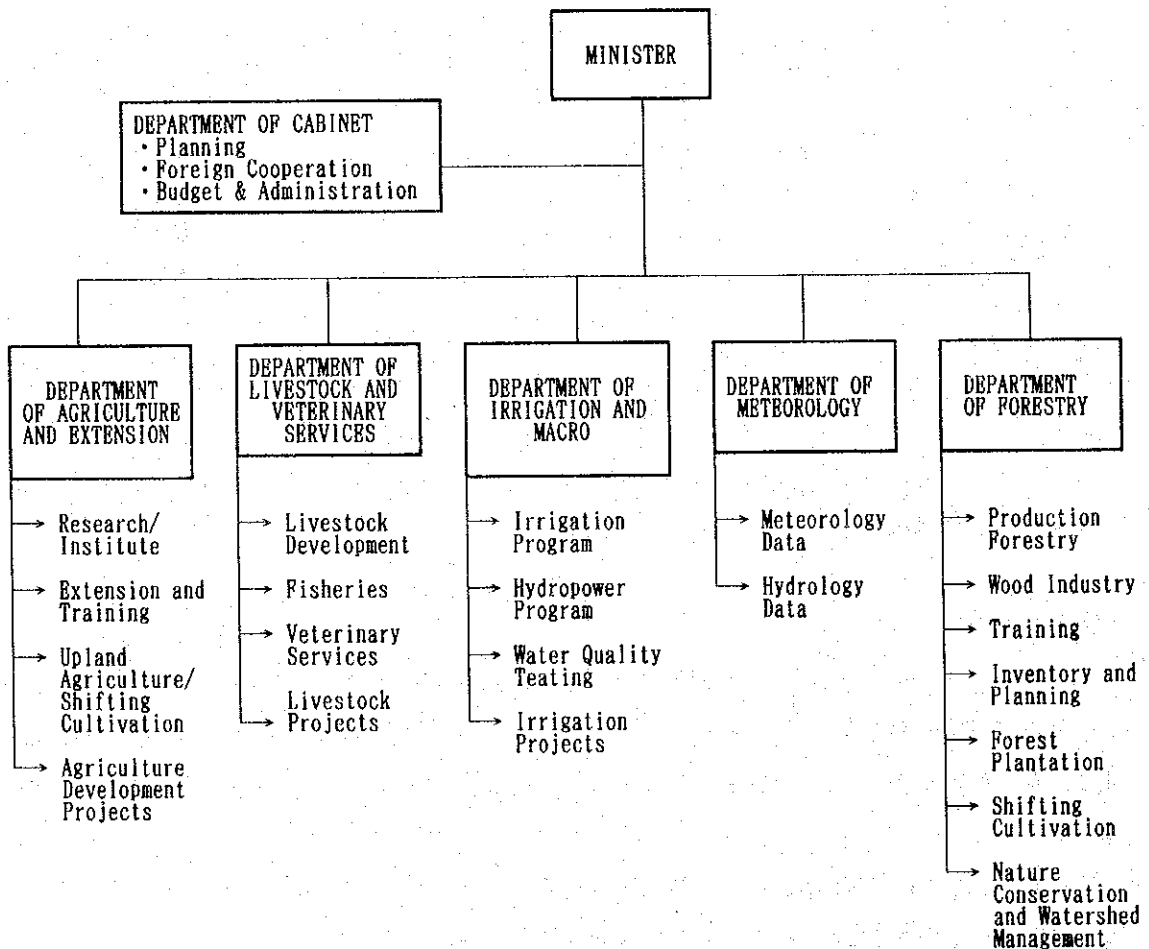 MINISTER
DEPARTMENT OF CABINET
・Planning
・Foreign Cooperation
・Budget & Administration
DEPARTMENT
OF AGRICULTURE
AND EXTENSION
Research/
Institute
Extension and
Training
Upland
Agriculture/
Shifting
Cultivation
Agriculture
Development
Projects
DEPARTMENT OF
LIVESTOCK AND
VETERINARY
SERVICES
Livestock
Development
Fisheries
Veterinary
Services
Livestock
Projects
DEPARTMENT OF
IRRIGATION AND
MACRO
Irrigation
Program
Hydropower
Program
Water Quality
Teating
Irrigation
Projects
DEPARTMENT OF
METEOROLOGY
Meteorology
Data
Hydrology
Data
DEPARTMENT
OF FORESTRY
Production
Forestry
Wood Industry
Training
Inventory and
Planning
Forest
Plantation
Shifting
Cultivation
Nature
Conservation
and Watershed
Management